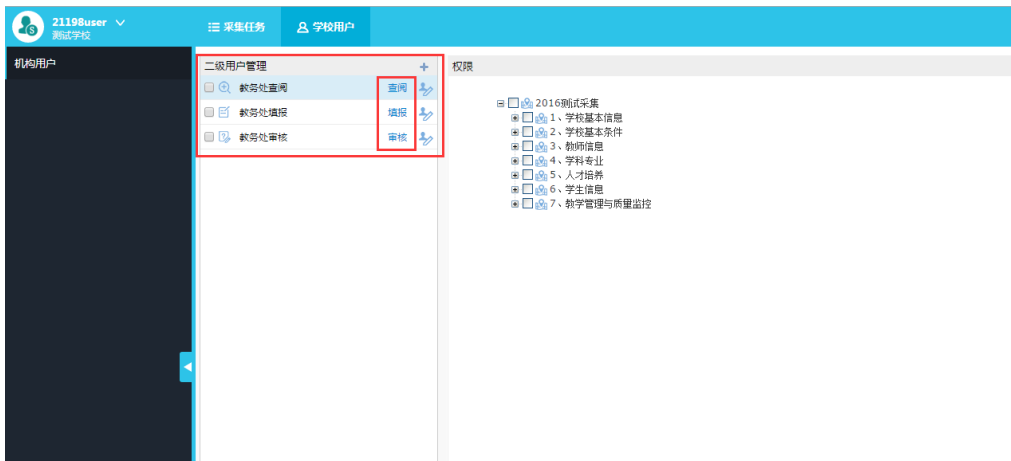 21198user
测试学校
采集任务
学校用户
机构用户
二级用户管理 +
教务处查阅 查阅
教务处填报 填报
教务处审核 审核
权限
2016测试采集
1、学校基本信息
2、学校基本条件
3、教师信息
4、学科专业
5、人才培养
6、学生信息
7、教学管理与质量监控